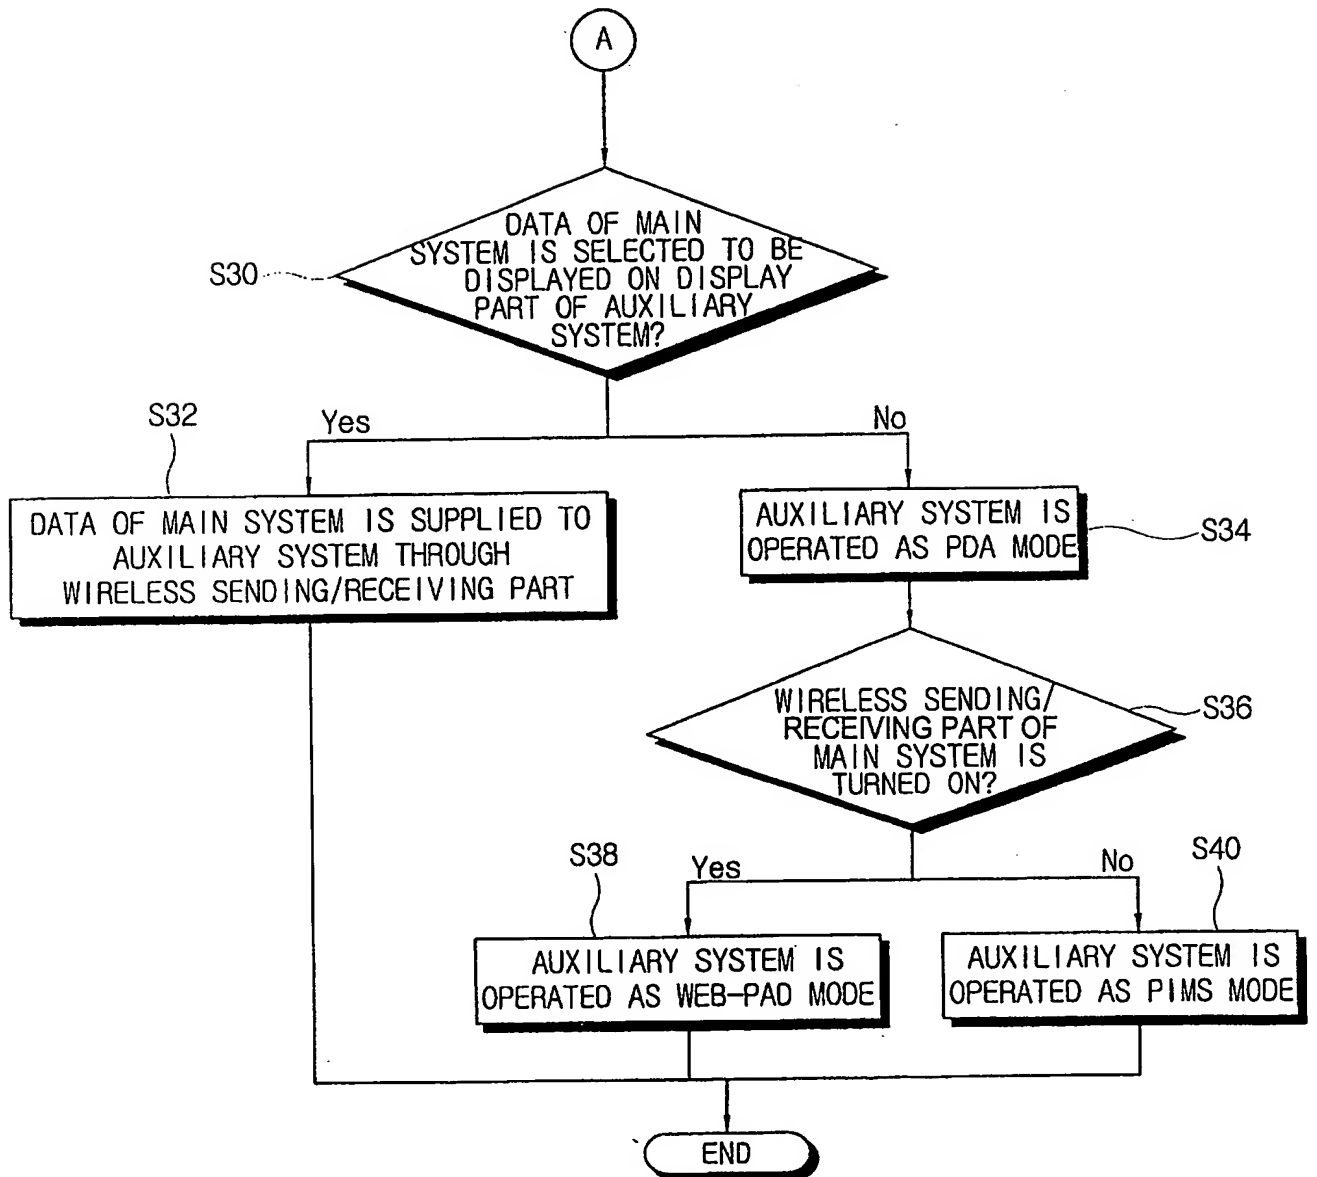 A
DATA OF MAIN
SYSTEM IS SELECTED TO BE
DISPLAYED ON DISPLAY
PART OF AUXILIARY
SYSTEM?
S30
S32
Yes
No
DATA OF MAIN SYSTEM IS SUPPLIED TO
AUXILIARY SYSTEM THROUGH
WIRELESS SENDING/RECEIVING PART
AUXILIARY SYSTEM IS
OPERATED AS PDA MODE
S34
WIRELESS SENDING/
RECEIVING PART OF
MAIN SYSTEM IS
TURNED ON?
S36
S38
Yes
No
S40
AUXILIARY SYSTEM IS
OPERATED AS WEB-PAD MODE
AUXILIARY SYSTEM IS
OPERATED AS PIMS MODE
END